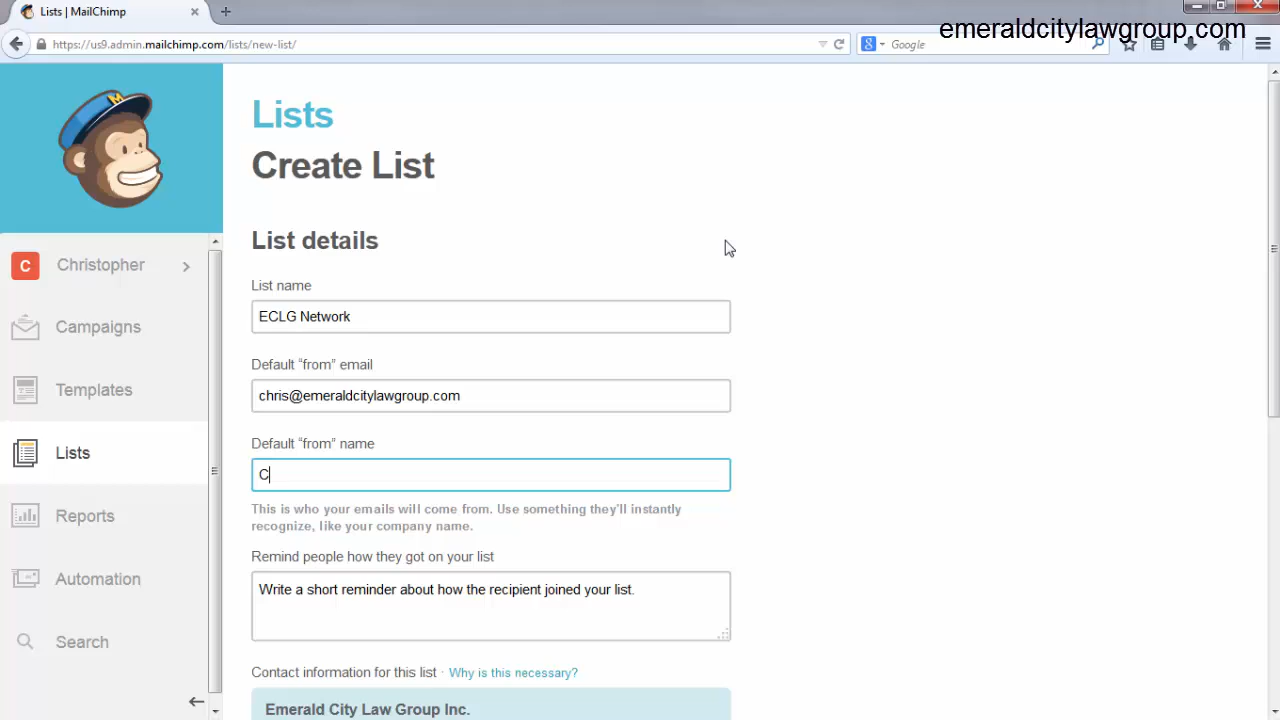 Lists | MailChimp
emeraldcitylawgroup.com
https://us9.admin.mailchimp.com/lists/new-list/
Google
Lists
Create List
List details
List name
ECLG Network
Default “from” email
chris@emeraldcitylawgroup.com
Default “from” name
C
This is who your emails will come from. Use something they'll instantly
recognize, like your company name.
Remind people how they got on your list
Write a short reminder about how the recipient joined your list.
Contact information for this list · Why is this necessary?
Emerald City Law Group Inc.
C Christopher
Campaigns
Templates
Lists
Reports
Automation
Search